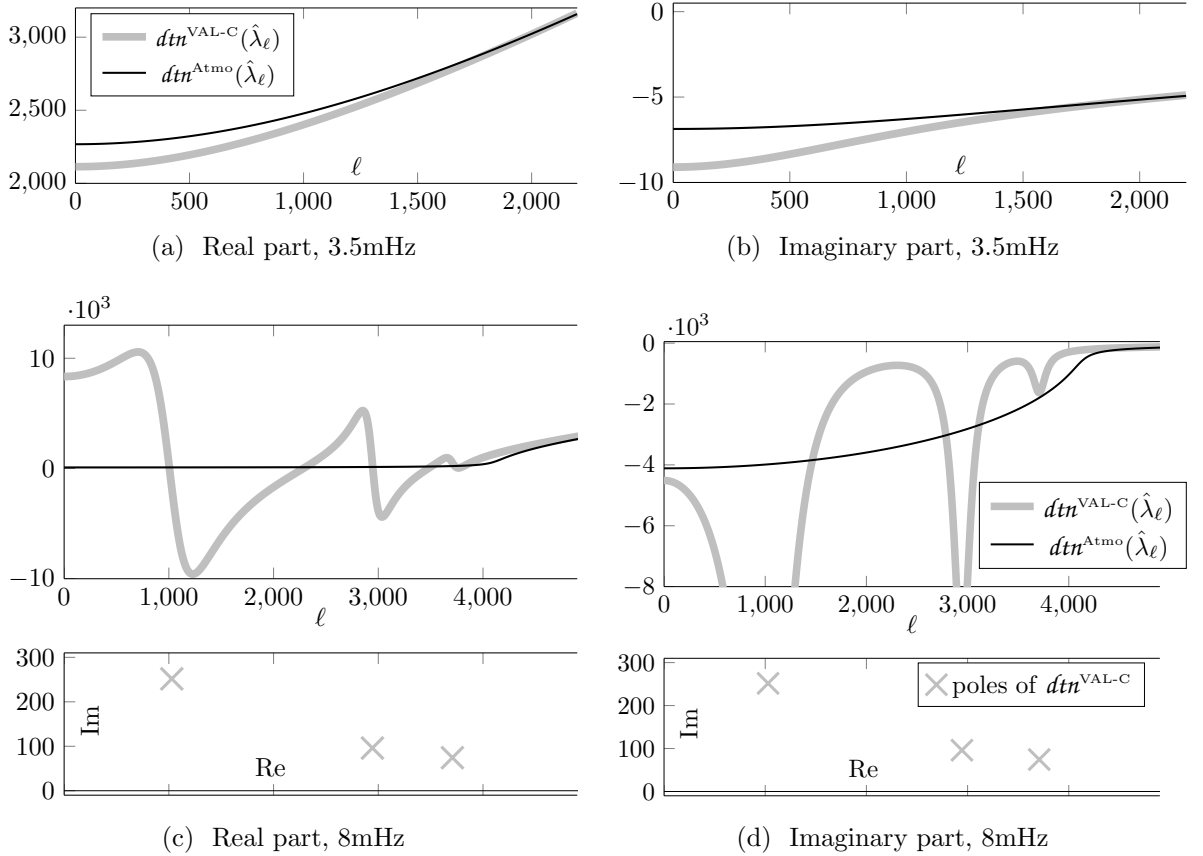 3,000
2,500
2,000
dtn^VAL-C(λ̂_ℓ)
dtn^Atmo(λ̂_ℓ)
ℓ
0 500 1,000 1,500 2,000
(a) Real part, 3.5mHz
0
−5
−10
ℓ
0 500 1,000 1,500 2,000
(b) Imaginary part, 3.5mHz
·10^3
10
0
−10
0 1,000 2,000 3,000 4,000
ℓ
300
200
100
0
Im
Re
(c) Real part, 8mHz
·10^3
0
−2
−4
−6
−8
dtn^VAL-C(λ̂_ℓ)
dtn^Atmo(λ̂_ℓ)
0 1,000 2,000 3,000 4,000
ℓ
300
200
100
0
Im
Re
poles of dtn^VAL-C
(d) Imaginary part, 8mHz